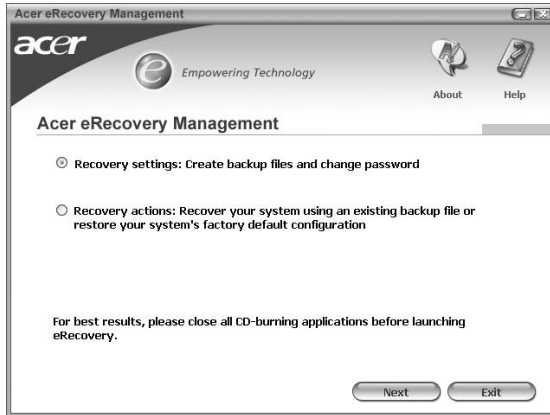 Acer eRecovery Management
acer
e Empowering Technology
About Help
Acer eRecovery Management
Recovery settings: Create backup files and change password
Recovery actions: Recover your system using an existing backup file or
restore your system's factory default configuration
For best results, please close all CD-burning applications before launching
eRecovery.
Next Exit